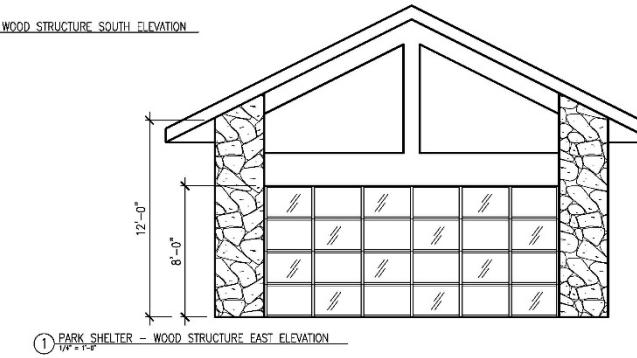 WOOD STRUCTURE SOUTH ELEVATION
12'-0"
8'-0"
1 PARK SHELTER - WOOD STRUCTURE EAST ELEVATION
1/4" = 1'-0"